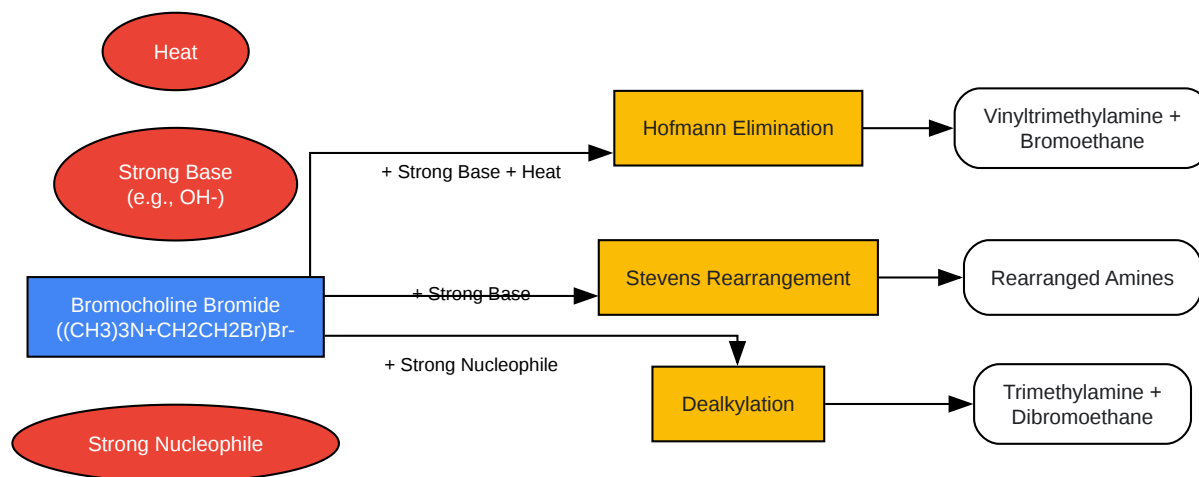 Heat
Strong Base
(e.g., OH-)
Bromocholine Bromide
((CH3)3N+CH2CH2Br)Br-
Strong Nucleophile
+ Strong Base + Heat
+ Strong Base
+ Strong Nucleophile
Hofmann Elimination
Stevens Rearrangement
Dealkylation
Vinyltrimethylamine +
Bromoethane
Rearranged Amines
Trimethylamine +
Dibromoethane